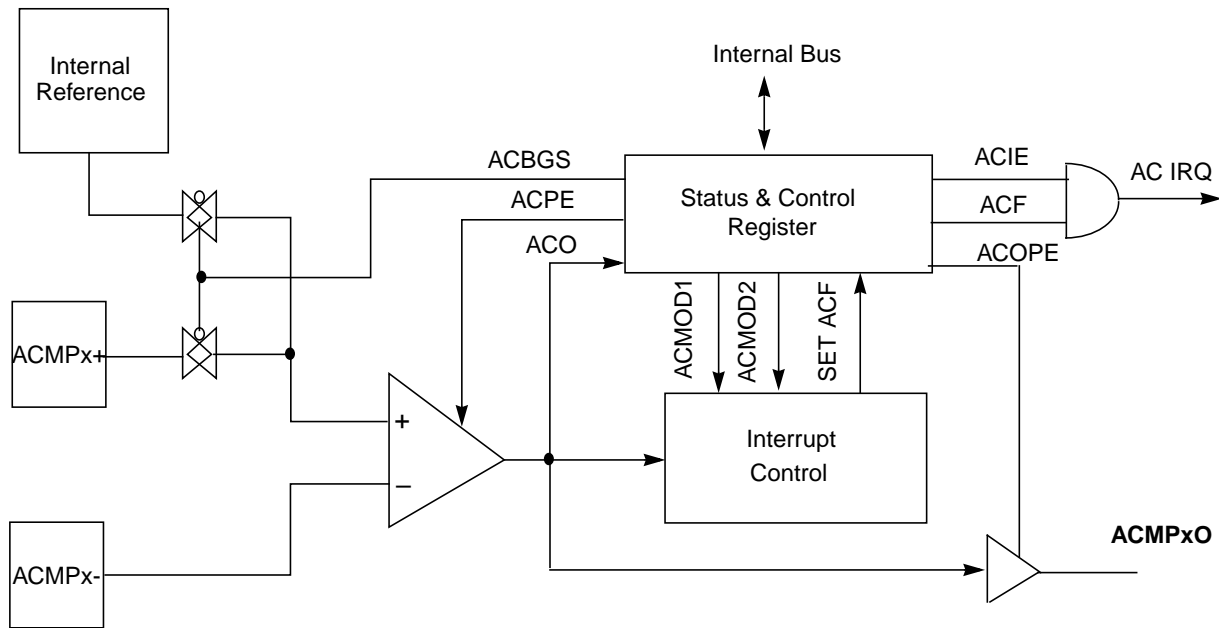 Internal
Reference
Internal Bus
ACBGS
ACPE
ACO
Status & Control
Register
ACIE
ACF
ACOPE
AC IRQ
ACMPx+
ACMOD1
ACMOD2
SET ACF
+
–
Interrupt
Control
ACMPx-
ACMPxO